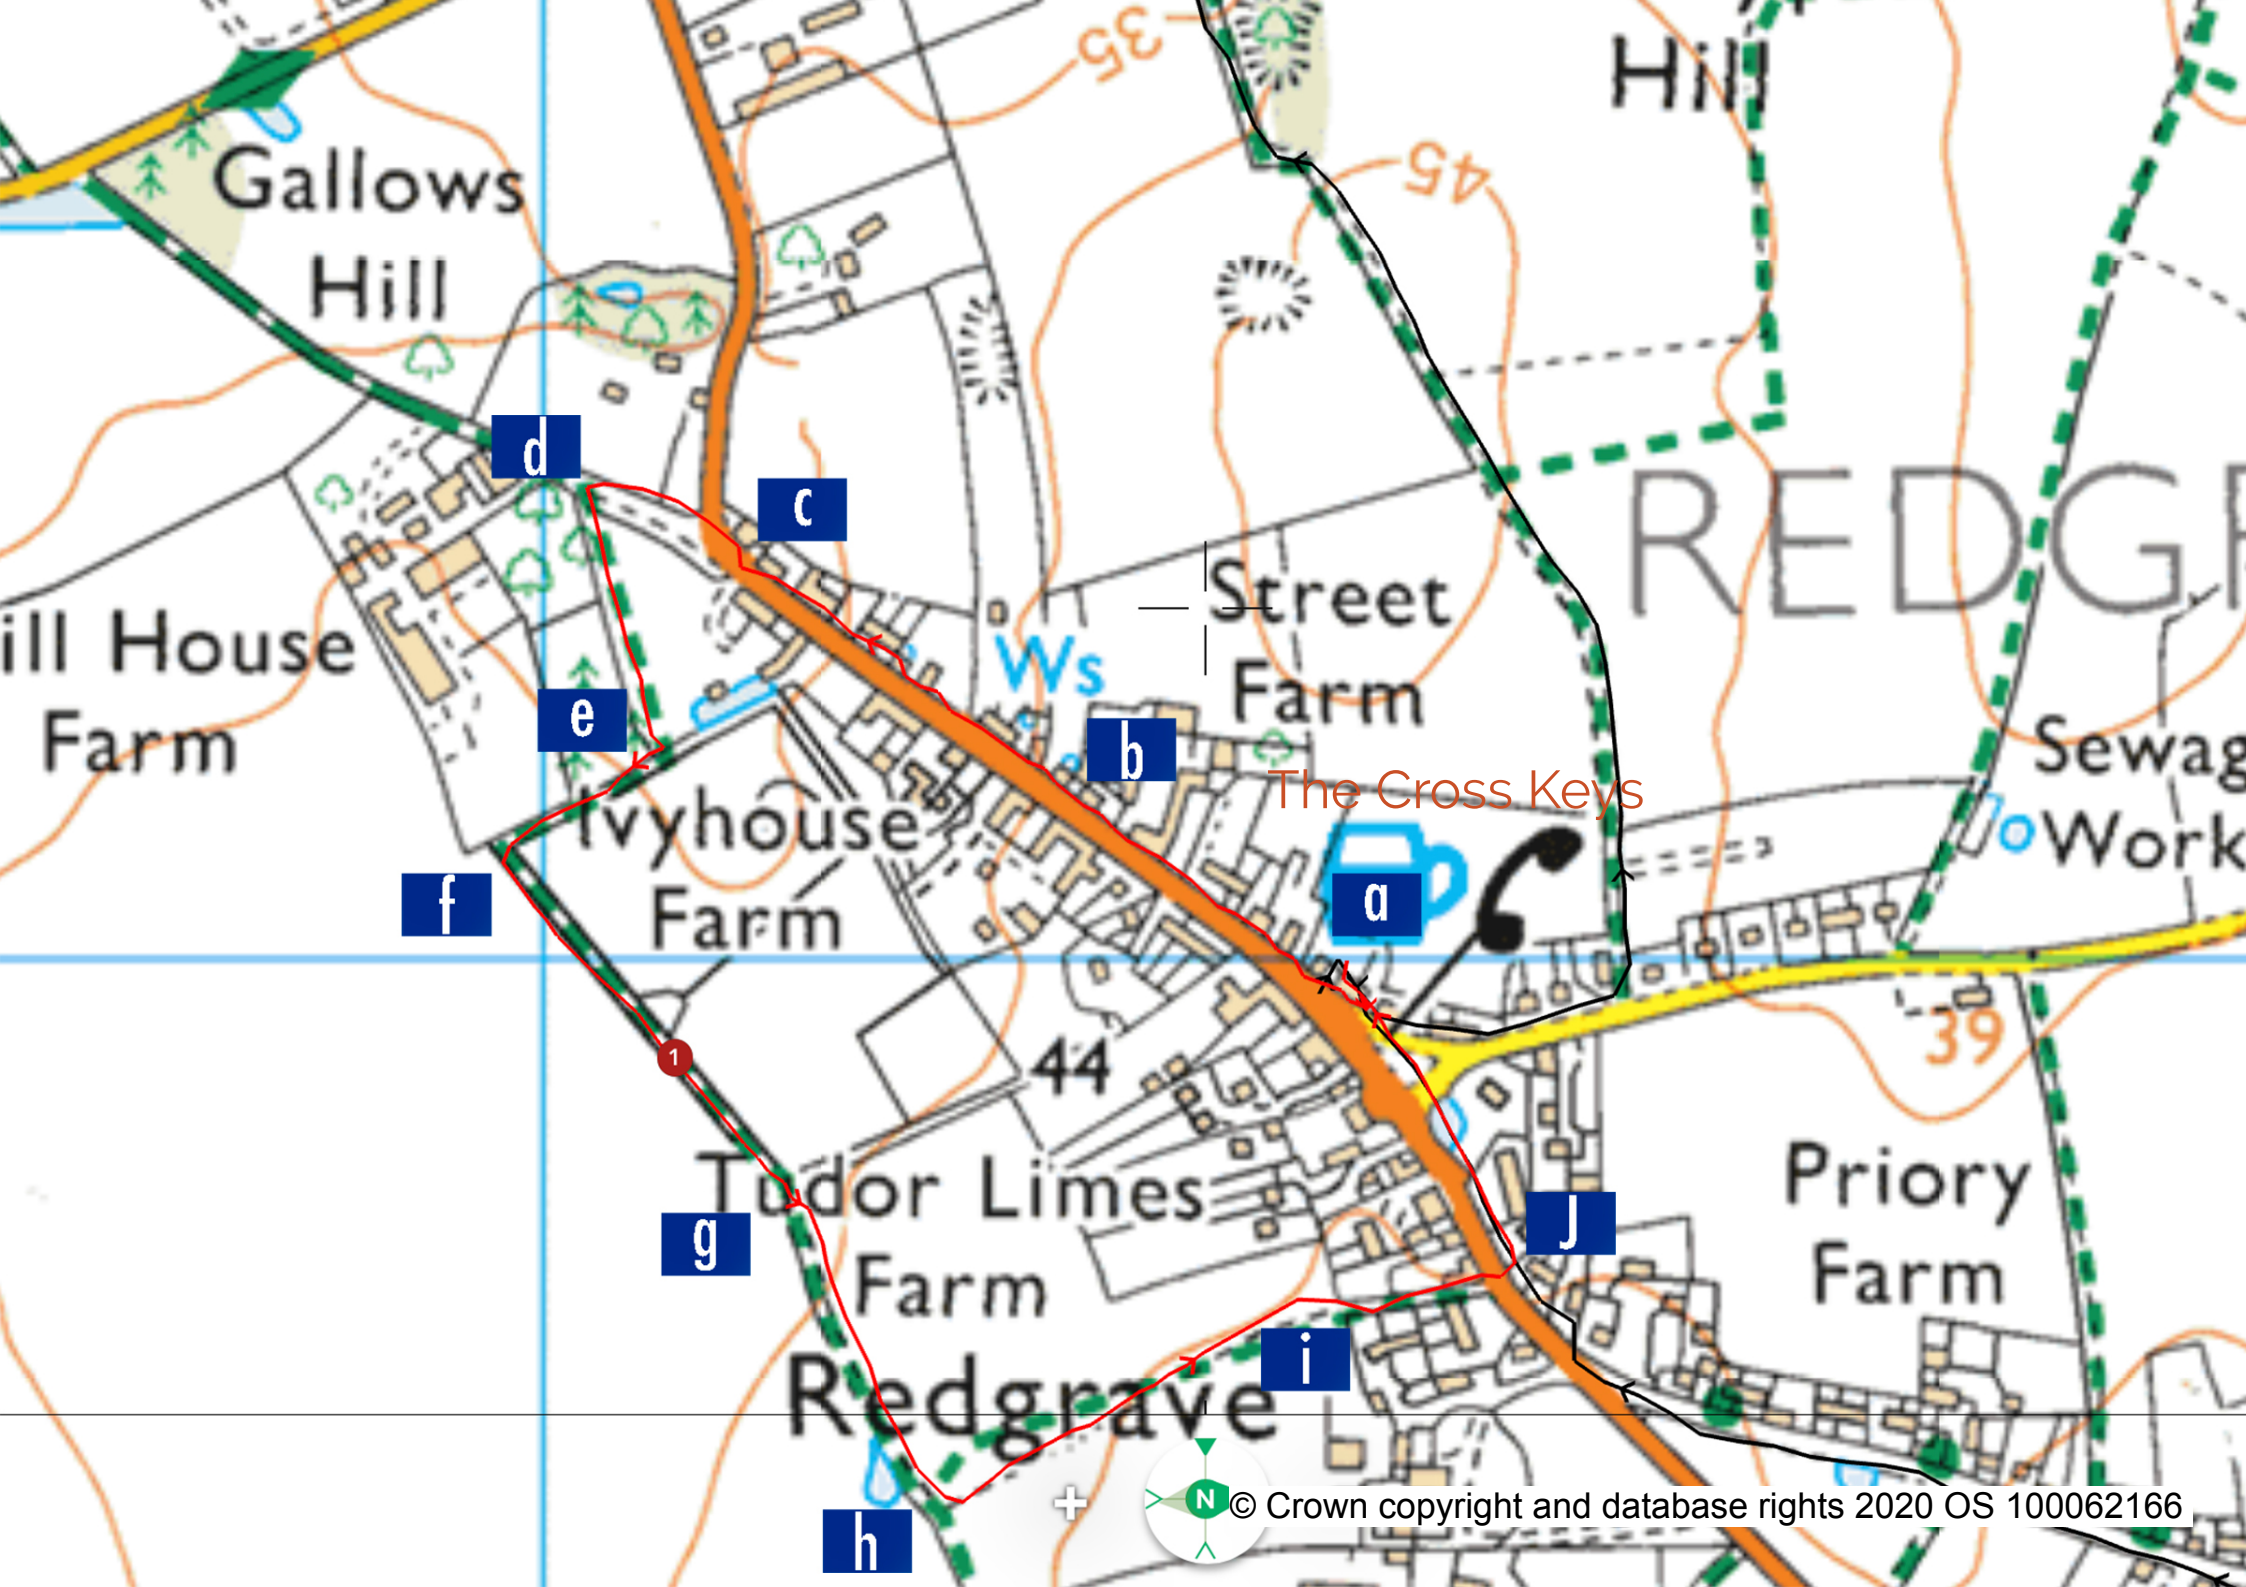 35
Hill
Gallows
Hill
45
d
c
REDGR
Street
Farm
ill House
Farm
Ws
e
b
Sewag
Work
The Cross Keys
Ivyhouse
Farm
a
f
44
39
1
Tudor Limes
Farm
g
J
Priory
Farm
i
Redgrave
N
© Crown copyright and database rights 2020 OS 100062166
h